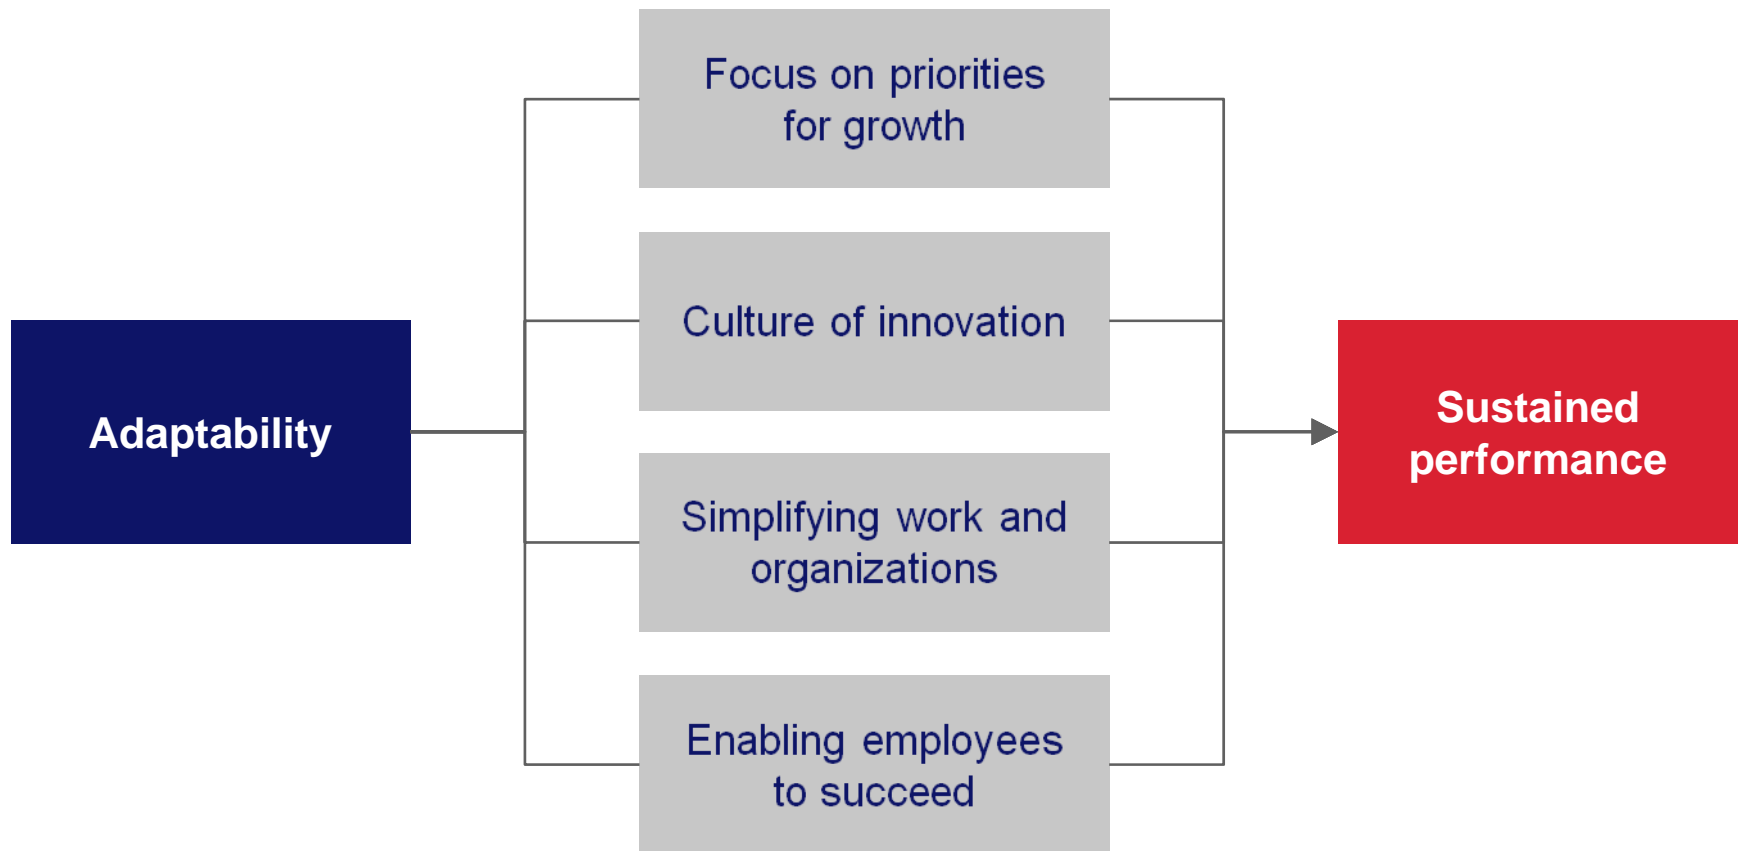 Adaptability
Focus on priorities
for growth
Culture of innovation
Simplifying work and
organizations
Enabling employees
to succeed
Sustained
performance